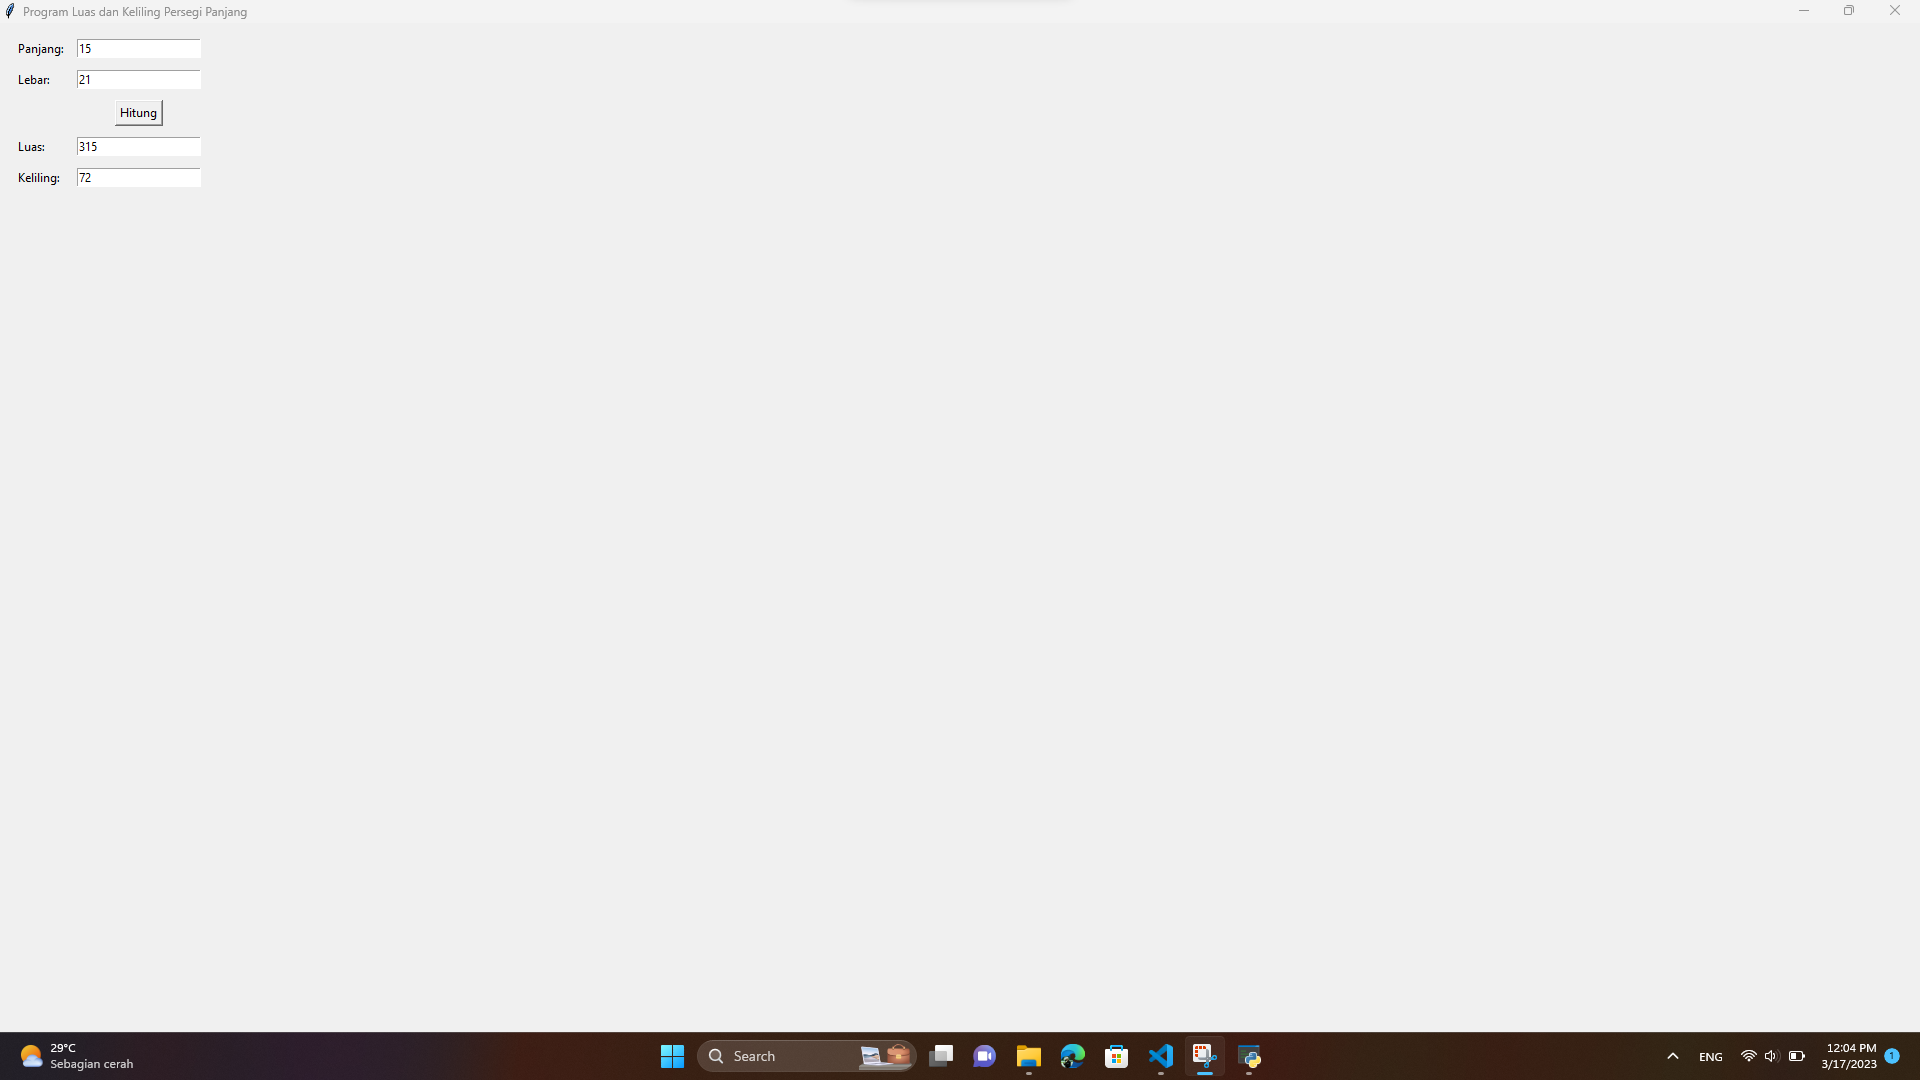 Program Luas dan Keliling Persegi Panjang
Panjang: 15
Lebar: 21
Hitung
Luas: 315
Keliling: 72
29°C
Sebagian cerah
Search
ENG
12:04 PM
3/17/2023
1